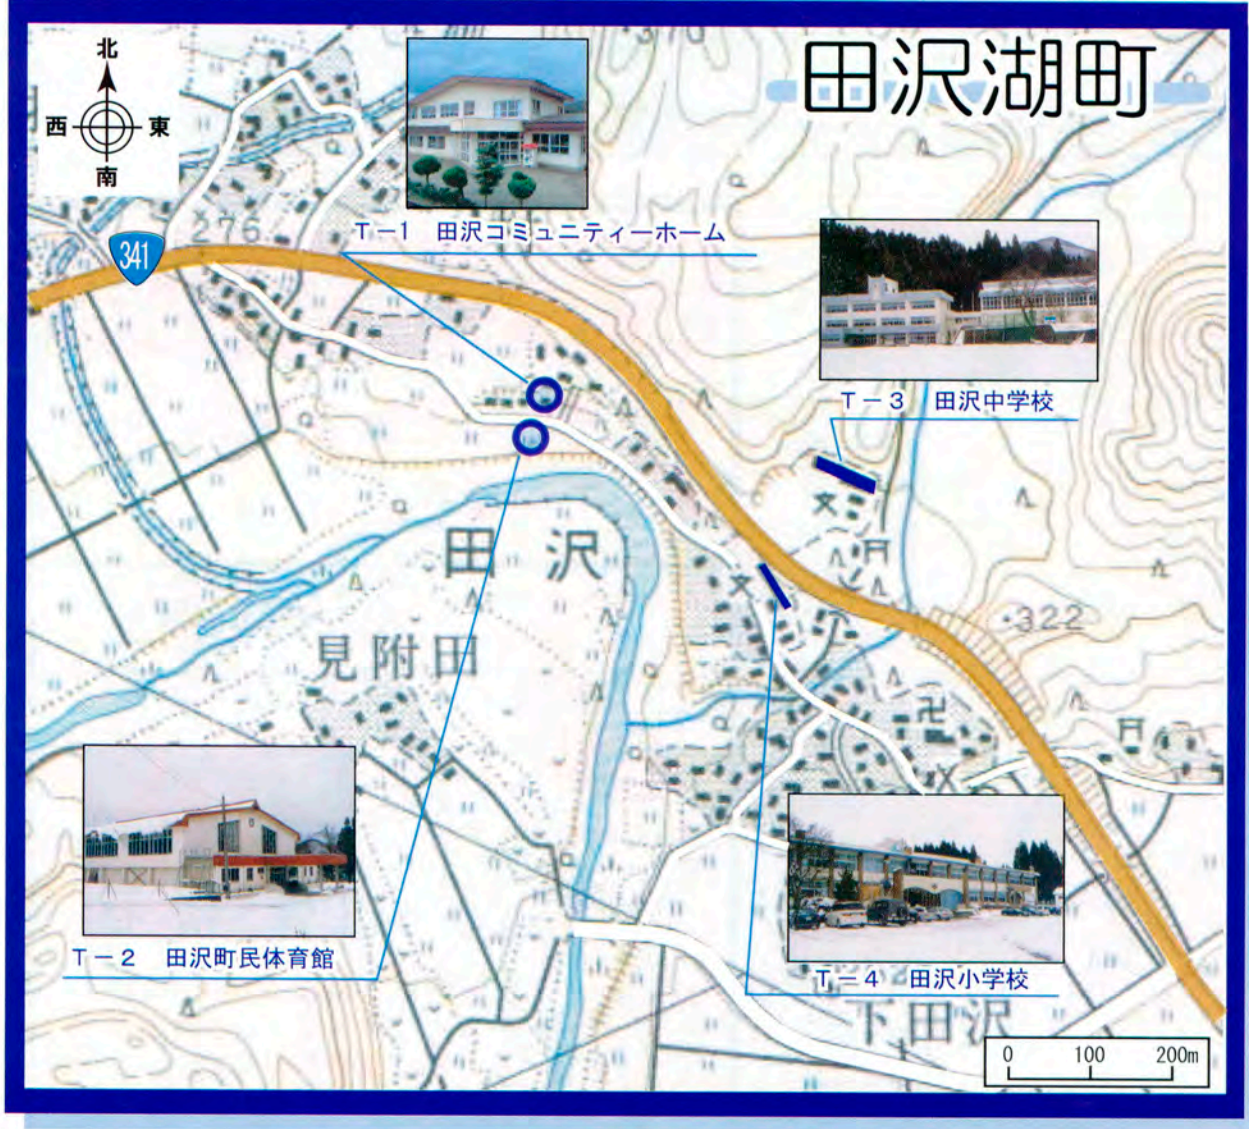 田沢湖町
北
西 東
南
341
276
T－1 田沢コミュニティーホーム
T－3 田沢中学校
文
田沢
文
・322
見附田
T－2 田沢町民体育館
T－4 田沢小学校
下田沢
0 100 200m